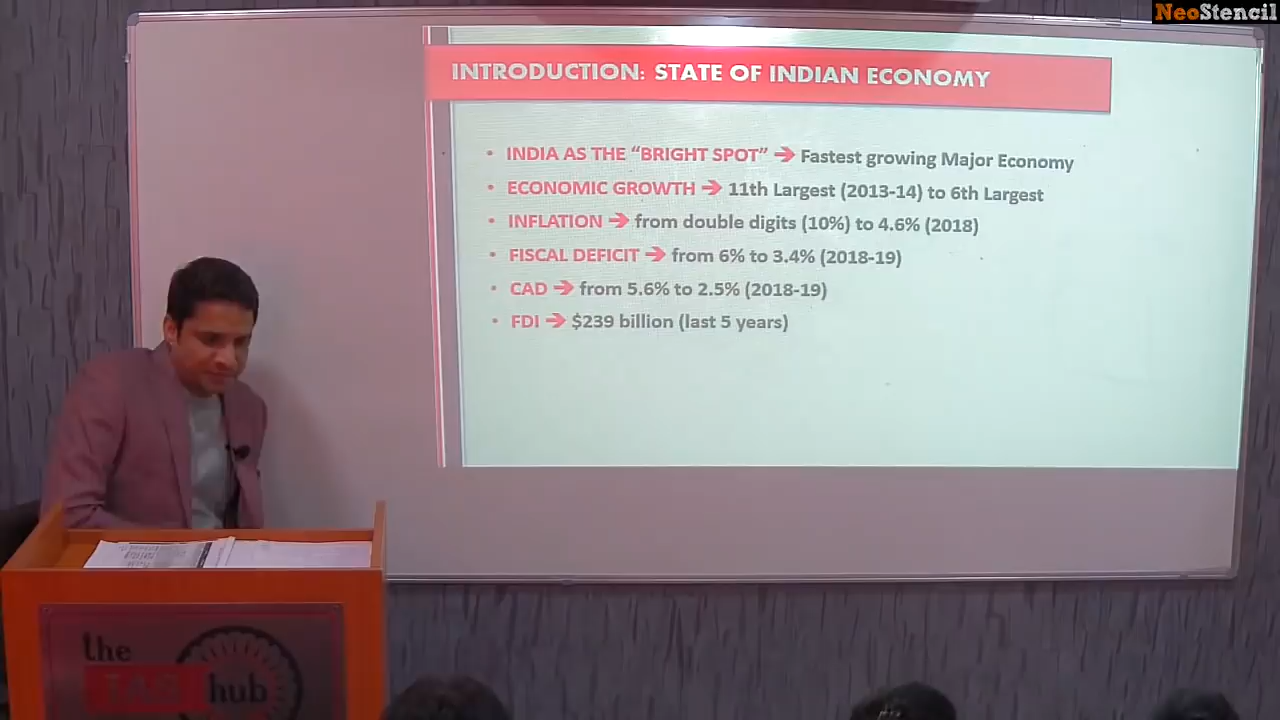 NeoStencil
INTRODUCTION: STATE OF INDIAN ECONOMY
• INDIA AS THE “BRIGHT SPOT” ➔ Fastest growing Major Economy
• ECONOMIC GROWTH ➔ 11th Largest (2013-14) to 6th Largest
• INFLATION ➔ from double digits (10%) to 4.6% (2018)
• FISCAL DEFICIT ➔ from 6% to 3.4% (2018-19)
• CAD ➔ from 5.6% to 2.5% (2018-19)
• FDI ➔ $239 billion (last 5 years)
the
IAS hub